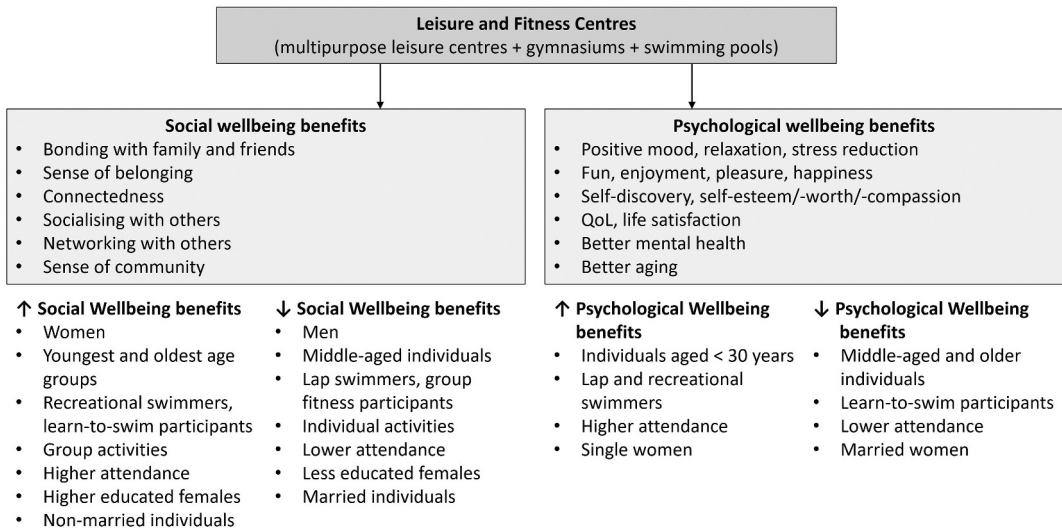 Leisure and Fitness Centres
(multipurpose leisure centres + gymnasiums + swimming pools)
Social wellbeing benefits
• Bonding with family and friends
• Sense of belonging
• Connectedness
• Socialising with others
• Networking with others
• Sense of community
Psychological wellbeing benefits
• Positive mood, relaxation, stress reduction
• Fun, enjoyment, pleasure, happiness
• Self-discovery, self-esteem/-worth/-compassion
• QoL, life satisfaction
• Better mental health
• Better aging
↑ Social Wellbeing benefits
• Women
• Youngest and oldest age
groups
• Recreational swimmers,
learn-to-swim participants
• Group activities
• Higher attendance
• Higher educated females
• Non-married individuals
↓ Social Wellbeing benefits
• Men
• Middle-aged individuals
• Lap swimmers, group
fitness participants
• Individual activities
• Lower attendance
• Less educated females
• Married individuals
↑ Psychological Wellbeing
benefits
• Individuals aged < 30 years
• Lap and recreational
swimmers
• Higher attendance
• Single women
↓ Psychological Wellbeing
benefits
• Middle-aged and older
individuals
• Learn-to-swim participants
• Lower attendance
• Married women